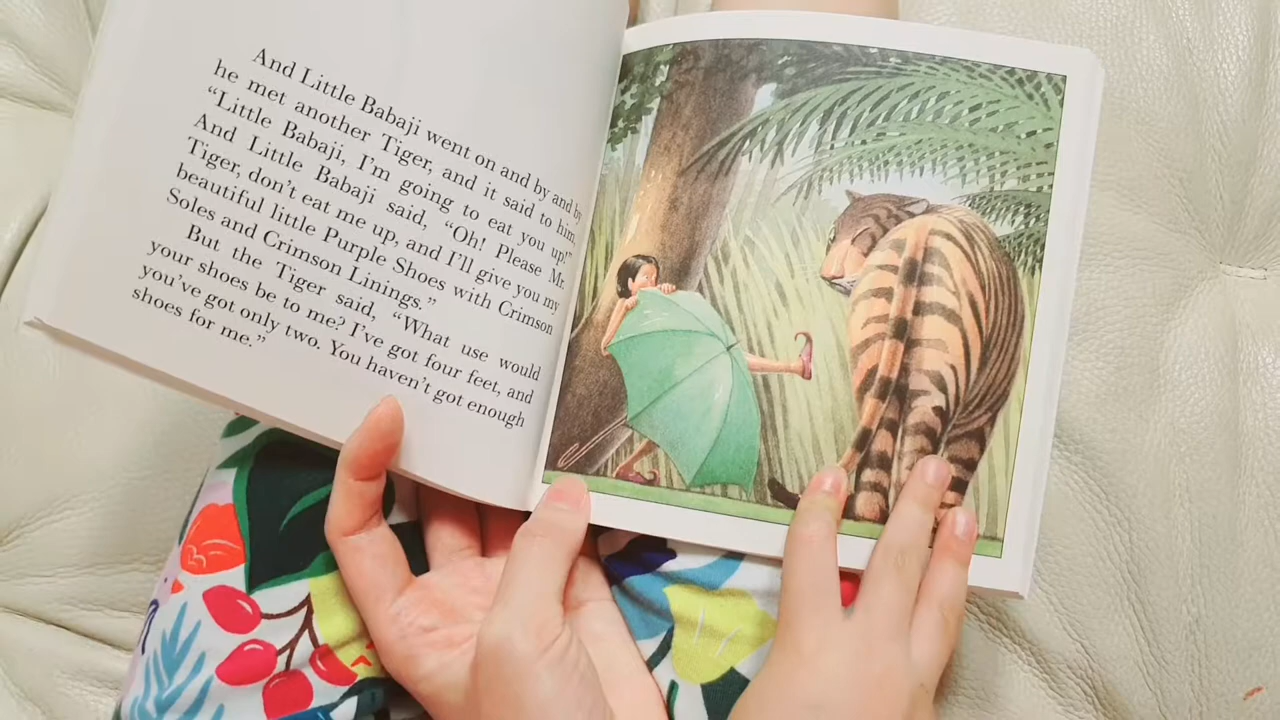 And Little Babaji went on and by and by
he met another Tiger, and it said to him,
“Little Babaji, I’m going to eat you up!”
And Little Babaji said, “Oh! Please Mr.
Tiger, don’t eat me up, and I’ll give you my
beautiful little Purple Shoes with Crimson
Soles and Crimson Linings.”
But the Tiger said, “What use would
your shoes be to me? I’ve got four feet, and
you’ve got only two. You haven’t got enough
shoes for me.”